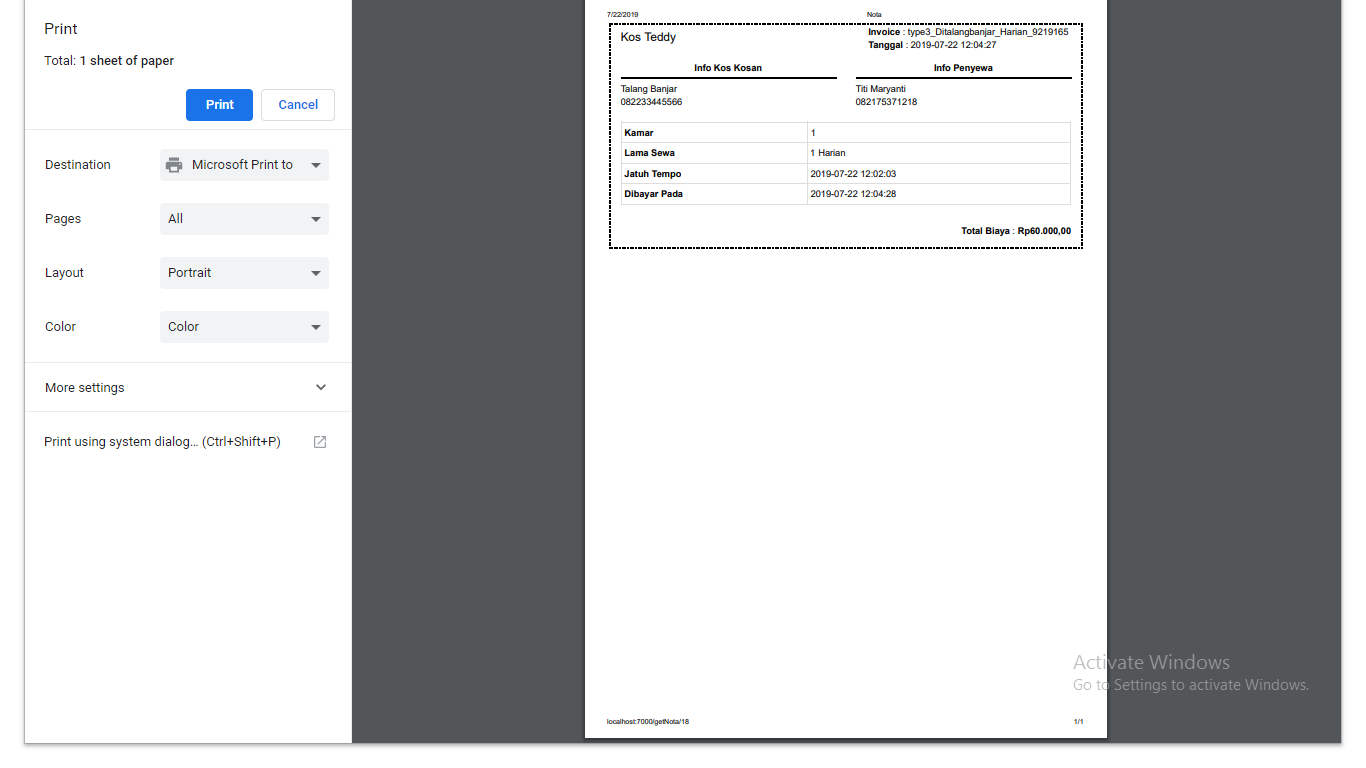 Print
Total: 1 sheet of paper
Print Cancel
Destination Microsoft Print to
Pages All
Layout Portrait
Color Color
More settings
Print using system dialog... (Ctrl+Shift+P)
7/22/2019 Nota
Kos Teddy
Invoice : type3_Ditalangbanjar_Harian_9219165
Tanggal : 2019-07-22 12:04:27
Info Kos Kosan Info Penyewa
Talang Banjar Titi Maryanti
082233445566 082175371218
Kamar 1
Lama Sewa 1 Harian
Jatuh Tempo 2019-07-22 12:02:03
Dibayar Pada 2019-07-22 12:04:28
Total Biaya : Rp60.000,00
Activate Windows
Go to Settings to activate Windows.
localhost:7000/getNota/18 1/1